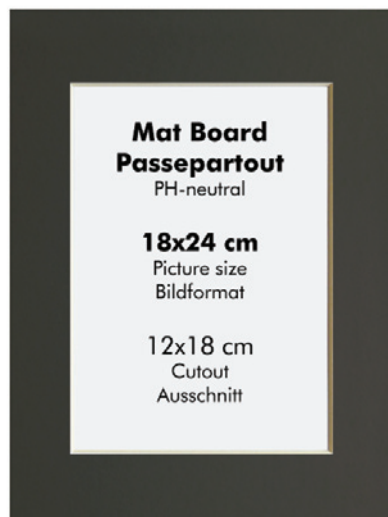 Mat Board
Passepartout
PH-neutral
18x24 cm
Picture size
Bildformat
12x18 cm
Cutout
Ausschnitt